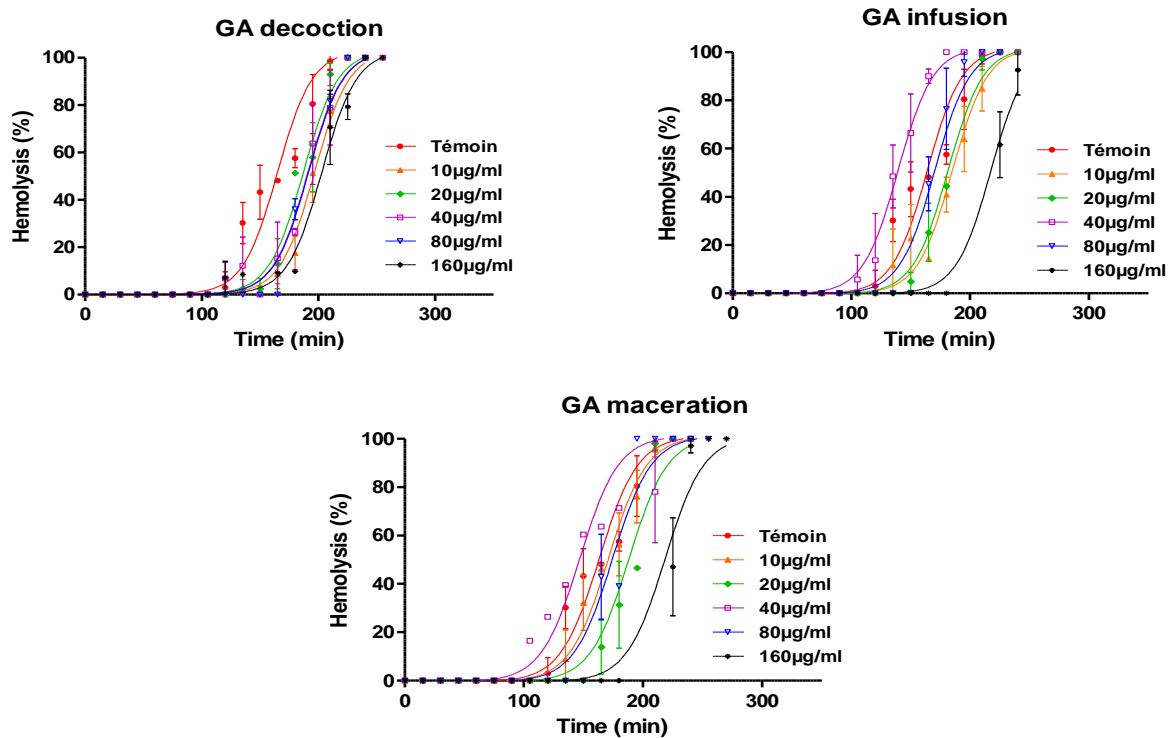 GA decoction
100
80
60
40
20
0
Hemolysis (%)
0 100 200 300
Time (min)
Témoin
10µg/ml
20µg/ml
40µg/ml
80µg/ml
160µg/ml
GA infusion
100
80
60
40
20
0
Hemolysis (%)
0 100 200 300
Time (min)
Témoin
10µg/ml
20µg/ml
40µg/ml
80µg/ml
160µg/ml
GA maceration
100
80
60
40
20
0
Hemolysis (%)
0 100 200 300
Time (min)
Témoin
10µg/ml
20µg/ml
40µg/ml
80µg/ml
160µg/ml